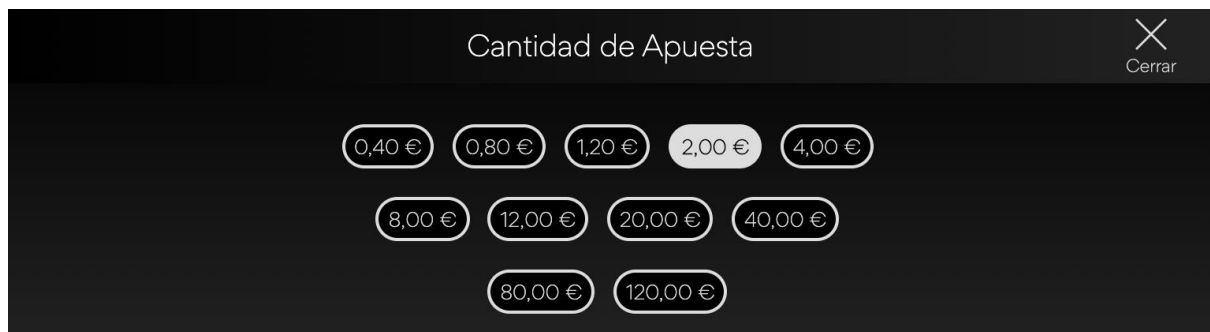 Cantidad de Apuesta
Cerrar
0,40 € 0,80 € 1,20 € 2,00 € 4,00 €
8,00 € 12,00 € 20,00 € 40,00 €
80,00 € 120,00 €